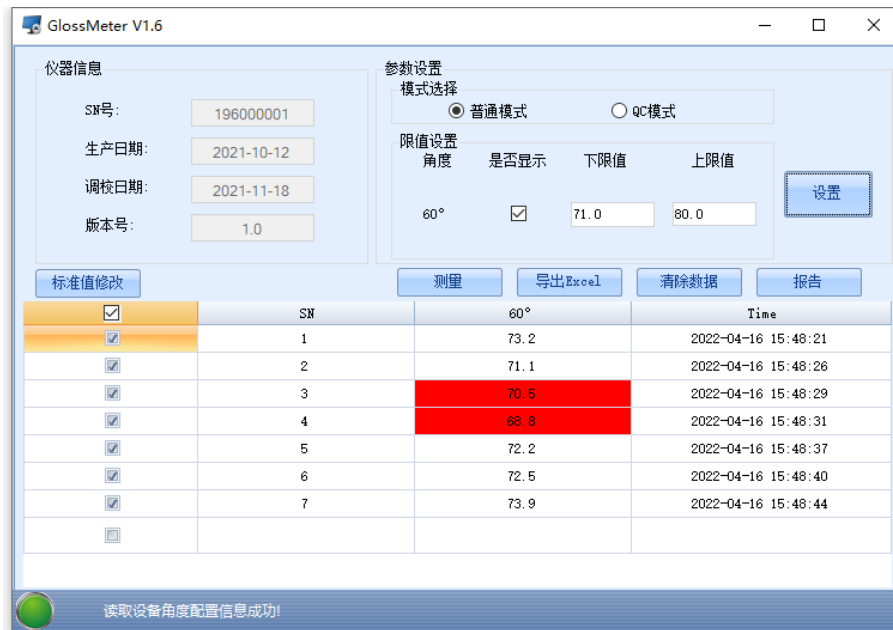 GlossMeter V1.6
仪器信息
SN号:
196000001
生产日期:
2021-10-12
调校日期:
2021-11-18
版本号:
1.0
参数设置
模式选择
普通模式 QC模式
限值设置
角度 是否显示 下限值 上限值
60° 71.0 80.0
设置
标准值修改 测量 导出Excel 清除数据 报告
SN 60° Time
1 73.2 2022-04-16 15:48:21
2 71.1 2022-04-16 15:48:26
3 70.5 2022-04-16 15:48:29
4 68.8 2022-04-16 15:48:31
5 72.2 2022-04-16 15:48:37
6 72.5 2022-04-16 15:48:40
7 73.9 2022-04-16 15:48:44
读取设备角度配置信息成功!